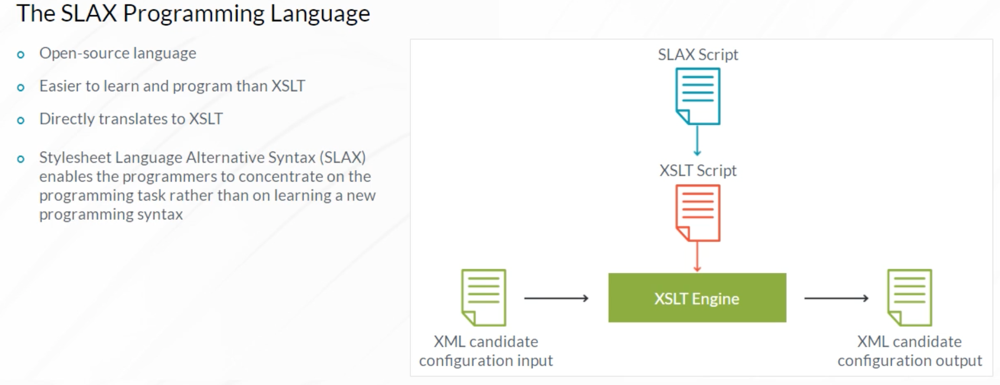 The SLAX Programming Language
Open-source language
Easier to learn and program than XSLT
Directly translates to XSLT
Stylesheet Language Alternative Syntax (SLAX)
enables the programmers to concentrate on the
programming task rather than on learning a new
programming syntax
SLAX Script
XSLT Script
XSLT Engine
XML candidate
configuration input
XML candidate
configuration output